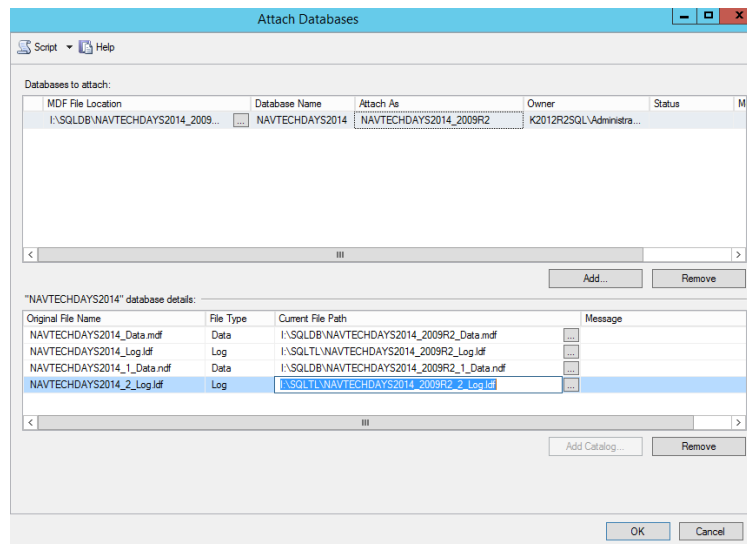 Attach Databases
Script Help
Databases to attach:
MDF File Location Database Name Attach As Owner Status M
I:\SQLDB\NAVTECHDAYS2014_2009... ... NAVTECHDAYS2014 NAVTECHDAYS2014_2009R2 K2012R2SQL\Administra...
Add... Remove
"NAVTECHDAYS2014" database details:
Original File Name File Type Current File Path Message
NAVTECHDAYS2014_Data.mdf Data I:\SQLDB\NAVTECHDAYS2014_2009R2_Data.mdf ...
NAVTECHDAYS2014_Log.ldf Log I:\SQLTL\NAVTECHDAYS2014_2009R2_Log.ldf ...
NAVTECHDAYS2014_1_Data.ndf Data I:\SQLDB\NAVTECHDAYS2014_2009R2_1_Data.ndf ...
NAVTECHDAYS2014_2_Log.ldf Log I:\SQLTL\NAVTECHDAYS2014_2009R2_2_Log.ldf ...
Add Catalog... Remove
OK Cancel